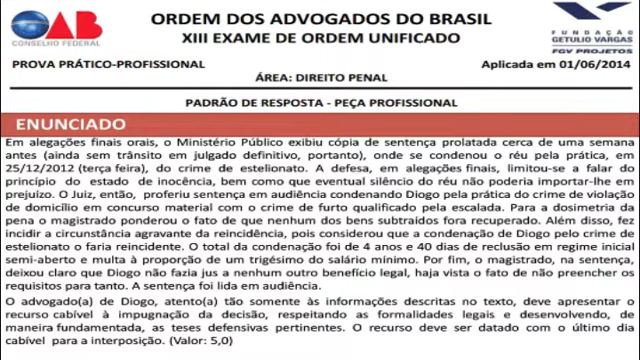 OAB
CONSELHO FEDERAL
ORDEM DOS ADVOGADOS DO BRASIL
XIII EXAME DE ORDEM UNIFICADO
FUNDAÇÃO
GETULIO VARGAS
FGV PROJETOS
PROVA PRÁTICO-PROFISSIONAL
Aplicada em 01/06/2014
ÁREA: DIREITO PENAL
PADRÃO DE RESPOSTA - PEÇA PROFISSIONAL
ENUNCIADO
Em alegações finais orais, o Ministério Público exibiu cópia de sentença prolatada cerca de uma semana
antes (ainda sem trânsito em julgado definitivo, portanto), onde se condenou o réu pela prática, em
25/12/2012 (terça feira), do crime de estelionato. A defesa, em alegações finais, limitou-se a falar do
princípio do estado de inocência, bem como que eventual silêncio do réu não poderia importar-lhe em
prejuízo. O Juiz, então, proferiu sentença em audiência condenando Diogo pela prática do crime de violação
de domicílio em concurso material com o crime de furto qualificado pela escalada. Para a dosimetria da
pena o magistrado ponderou o fato de que nenhum dos bens subtraídos fora recuperado. Além disso, fez
incidir a circunstância agravante da reincidência, pois considerou que a condenação de Diogo pelo crime de
estelionato o faria reincidente. O total da condenação foi de 4 anos e 40 dias de reclusão em regime inicial
semi-aberto e multa à proporção de um trigésimo do salário mínimo. Por fim, o magistrado, na sentença,
deixou claro que Diogo não fazia jus a nenhum outro benefício legal, haja vista o fato de não preencher os
requisitos para tanto. A sentença foi lida em audiência.
O advogado(a) de Diogo, atento(a) tão somente às informações descritas no texto, deve apresentar o
recurso cabível à impugnação da decisão, respeitando as formalidades legais e desenvolvendo, de
maneira fundamentada, as teses defensivas pertinentes. O recurso deve ser datado com o último dia
cabível para a interposição. (Valor: 5,0)